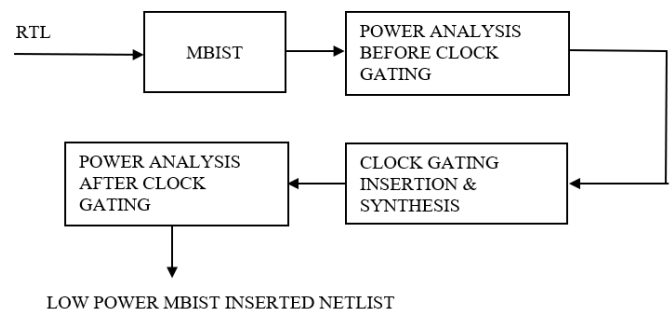 RTL
MBIST
POWER ANALYSIS
BEFORE CLOCK
GATING
POWER ANALYSIS
AFTER CLOCK
GATING
CLOCK GATING
INSERTION &
SYNTHESIS
LOW POWER MBIST INSERTED NETLIST